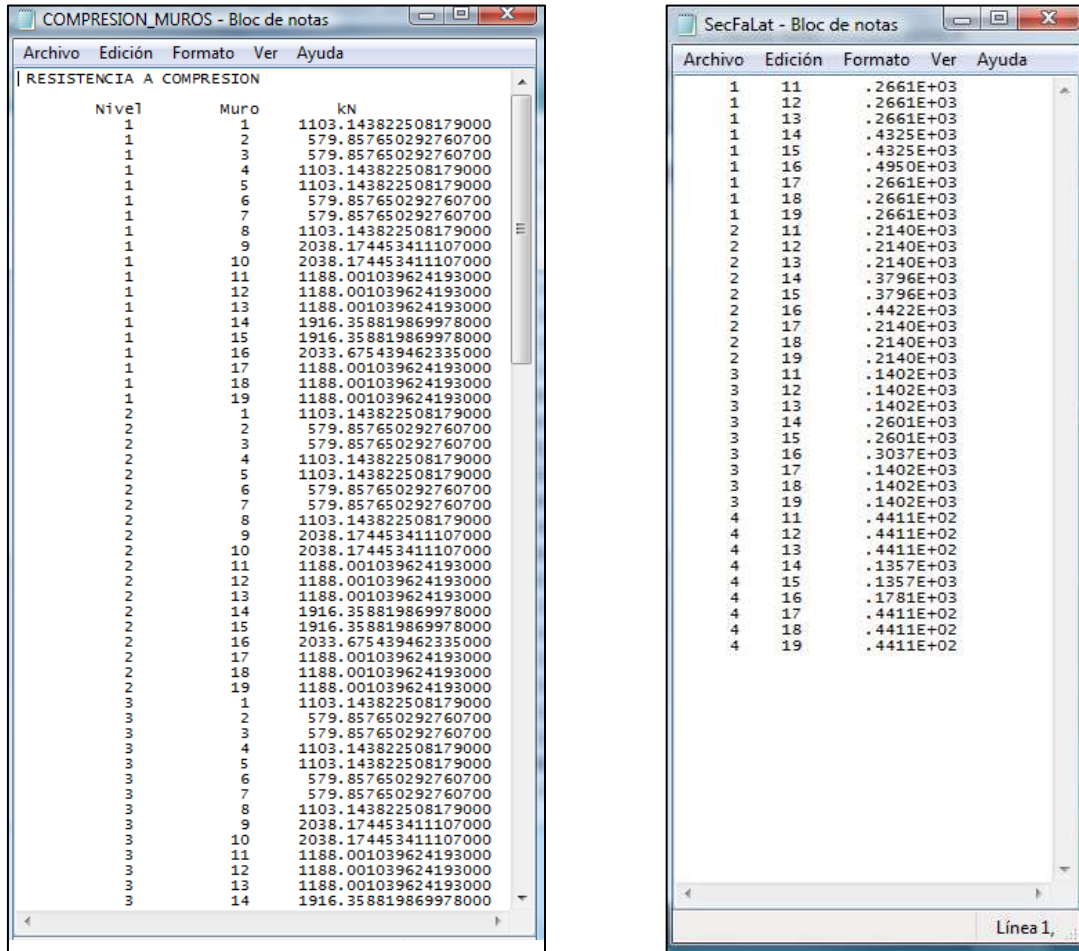 COMPRESION_MUROS - Bloc de notas
Archivo Edición Formato Ver Ayuda
RESISTENCIA A COMPRESION
Nivel Muro kN
1 1 1103.143822508179000
1 2 579.857650292760700
1 3 579.857650292760700
1 4 1103.143822508179000
1 5 1103.143822508179000
1 6 579.857650292760700
1 7 579.857650292760700
1 8 1103.143822508179000
1 9 2038.174453411107000
1 10 2038.174453411107000
1 11 1188.001039624193000
1 12 1188.001039624193000
1 13 1188.001039624193000
1 14 1916.358819869978000
1 15 1916.358819869978000
1 16 2033.675439462335000
1 17 1188.001039624193000
1 18 1188.001039624193000
1 19 1188.001039624193000
2 1 1103.143822508179000
2 2 579.857650292760700
2 3 579.857650292760700
2 4 1103.143822508179000
2 5 1103.143822508179000
2 6 579.857650292760700
2 7 579.857650292760700
2 8 1103.143822508179000
2 9 2038.174453411107000
2 10 2038.174453411107000
2 11 1188.001039624193000
2 12 1188.001039624193000
2 13 1188.001039624193000
2 14 1916.358819869978000
2 15 1916.358819869978000
2 16 2033.675439462335000
2 17 1188.001039624193000
2 18 1188.001039624193000
2 19 1188.001039624193000
3 1 1103.143822508179000
3 2 579.857650292760700
3 3 579.857650292760700
3 4 1103.143822508179000
3 5 1103.143822508179000
3 6 579.857650292760700
3 7 579.857650292760700
3 8 1103.143822508179000
3 9 2038.174453411107000
3 10 2038.174453411107000
3 11 1188.001039624193000
3 12 1188.001039624193000
3 13 1188.001039624193000
3 14 1916.358819869978000
SecFaLat - Bloc de notas
Archivo Edición Formato Ver Ayuda
1 11 .2661E+03
1 12 .2661E+03
1 13 .2661E+03
1 14 .4325E+03
1 15 .4325E+03
1 16 .4950E+03
1 17 .2661E+03
1 18 .2661E+03
1 19 .2661E+03
2 11 .2140E+03
2 12 .2140E+03
2 13 .2140E+03
2 14 .3796E+03
2 15 .3796E+03
2 16 .4422E+03
2 17 .2140E+03
2 18 .2140E+03
2 19 .2140E+03
3 11 .1402E+03
3 12 .1402E+03
3 13 .1402E+03
3 14 .2601E+03
3 15 .2601E+03
3 16 .3037E+03
3 17 .1402E+03
3 18 .1402E+03
3 19 .1402E+03
4 11 .4411E+02
4 12 .4411E+02
4 13 .4411E+02
4 14 .1357E+03
4 15 .1357E+03
4 16 .1781E+03
4 17 .4411E+02
4 18 .4411E+02
4 19 .4411E+02
Línea 1,